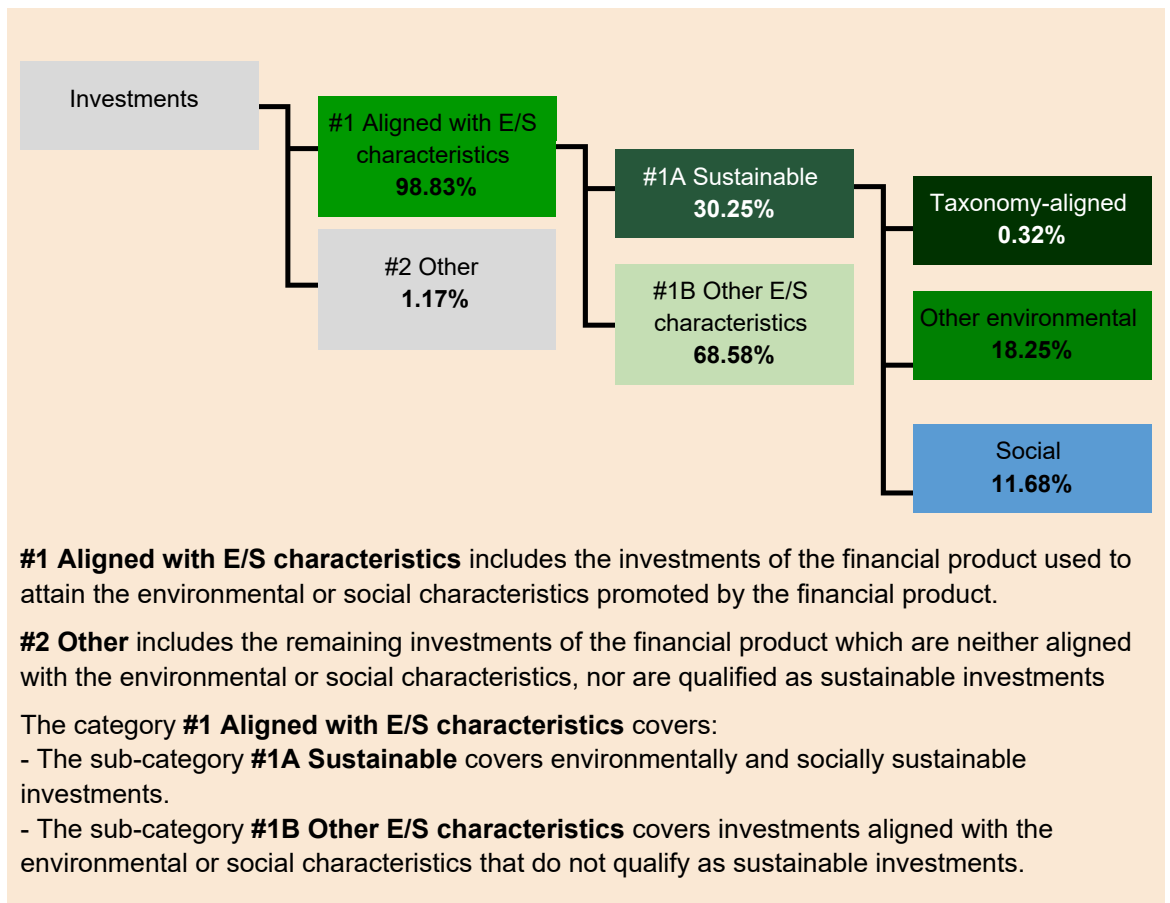 Investments
#1 Aligned with E/S
characteristics
98.83%
#2 Other
1.17%
#1A Sustainable
30.25%
#1B Other E/S
characteristics
68.58%
Taxonomy-aligned
0.32%
Other environmental
18.25%
Social
11.68%
#1 Aligned with E/S characteristics includes the investments of the financial product used to
attain the environmental or social characteristics promoted by the financial product.
#2 Other includes the remaining investments of the financial product which are neither aligned
with the environmental or social characteristics, nor are qualified as sustainable investments
The category #1 Aligned with E/S characteristics covers:
- The sub-category #1A Sustainable covers environmentally and socially sustainable
investments.
- The sub-category #1B Other E/S characteristics covers investments aligned with the
environmental or social characteristics that do not qualify as sustainable investments.